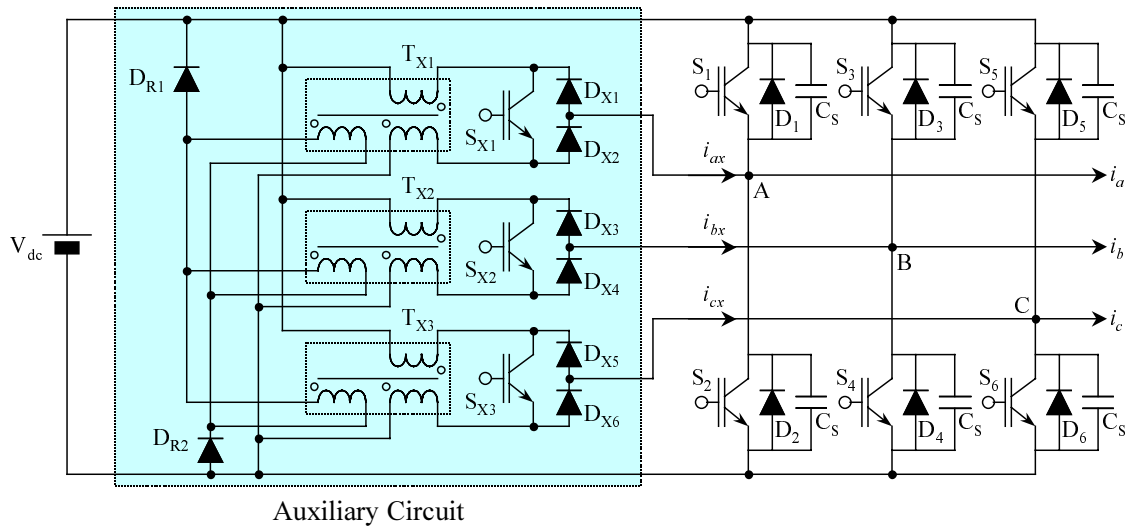 T_X1
D_R1
D_X1
S_X1
D_X2
S_1
D_1
C_S
S_3
D_3
C_S
S_5
D_5
C_S
i_ax
A
i_a
T_X2
V_dc
D_X3
S_X2
D_X4
i_bx
B
i_b
T_X3
D_X5
S_X3
D_X6
i_cx
C
i_c
D_R2
S_2
D_2
C_S
S_4
D_4
C_S
S_6
D_6
C_S
Auxiliary Circuit